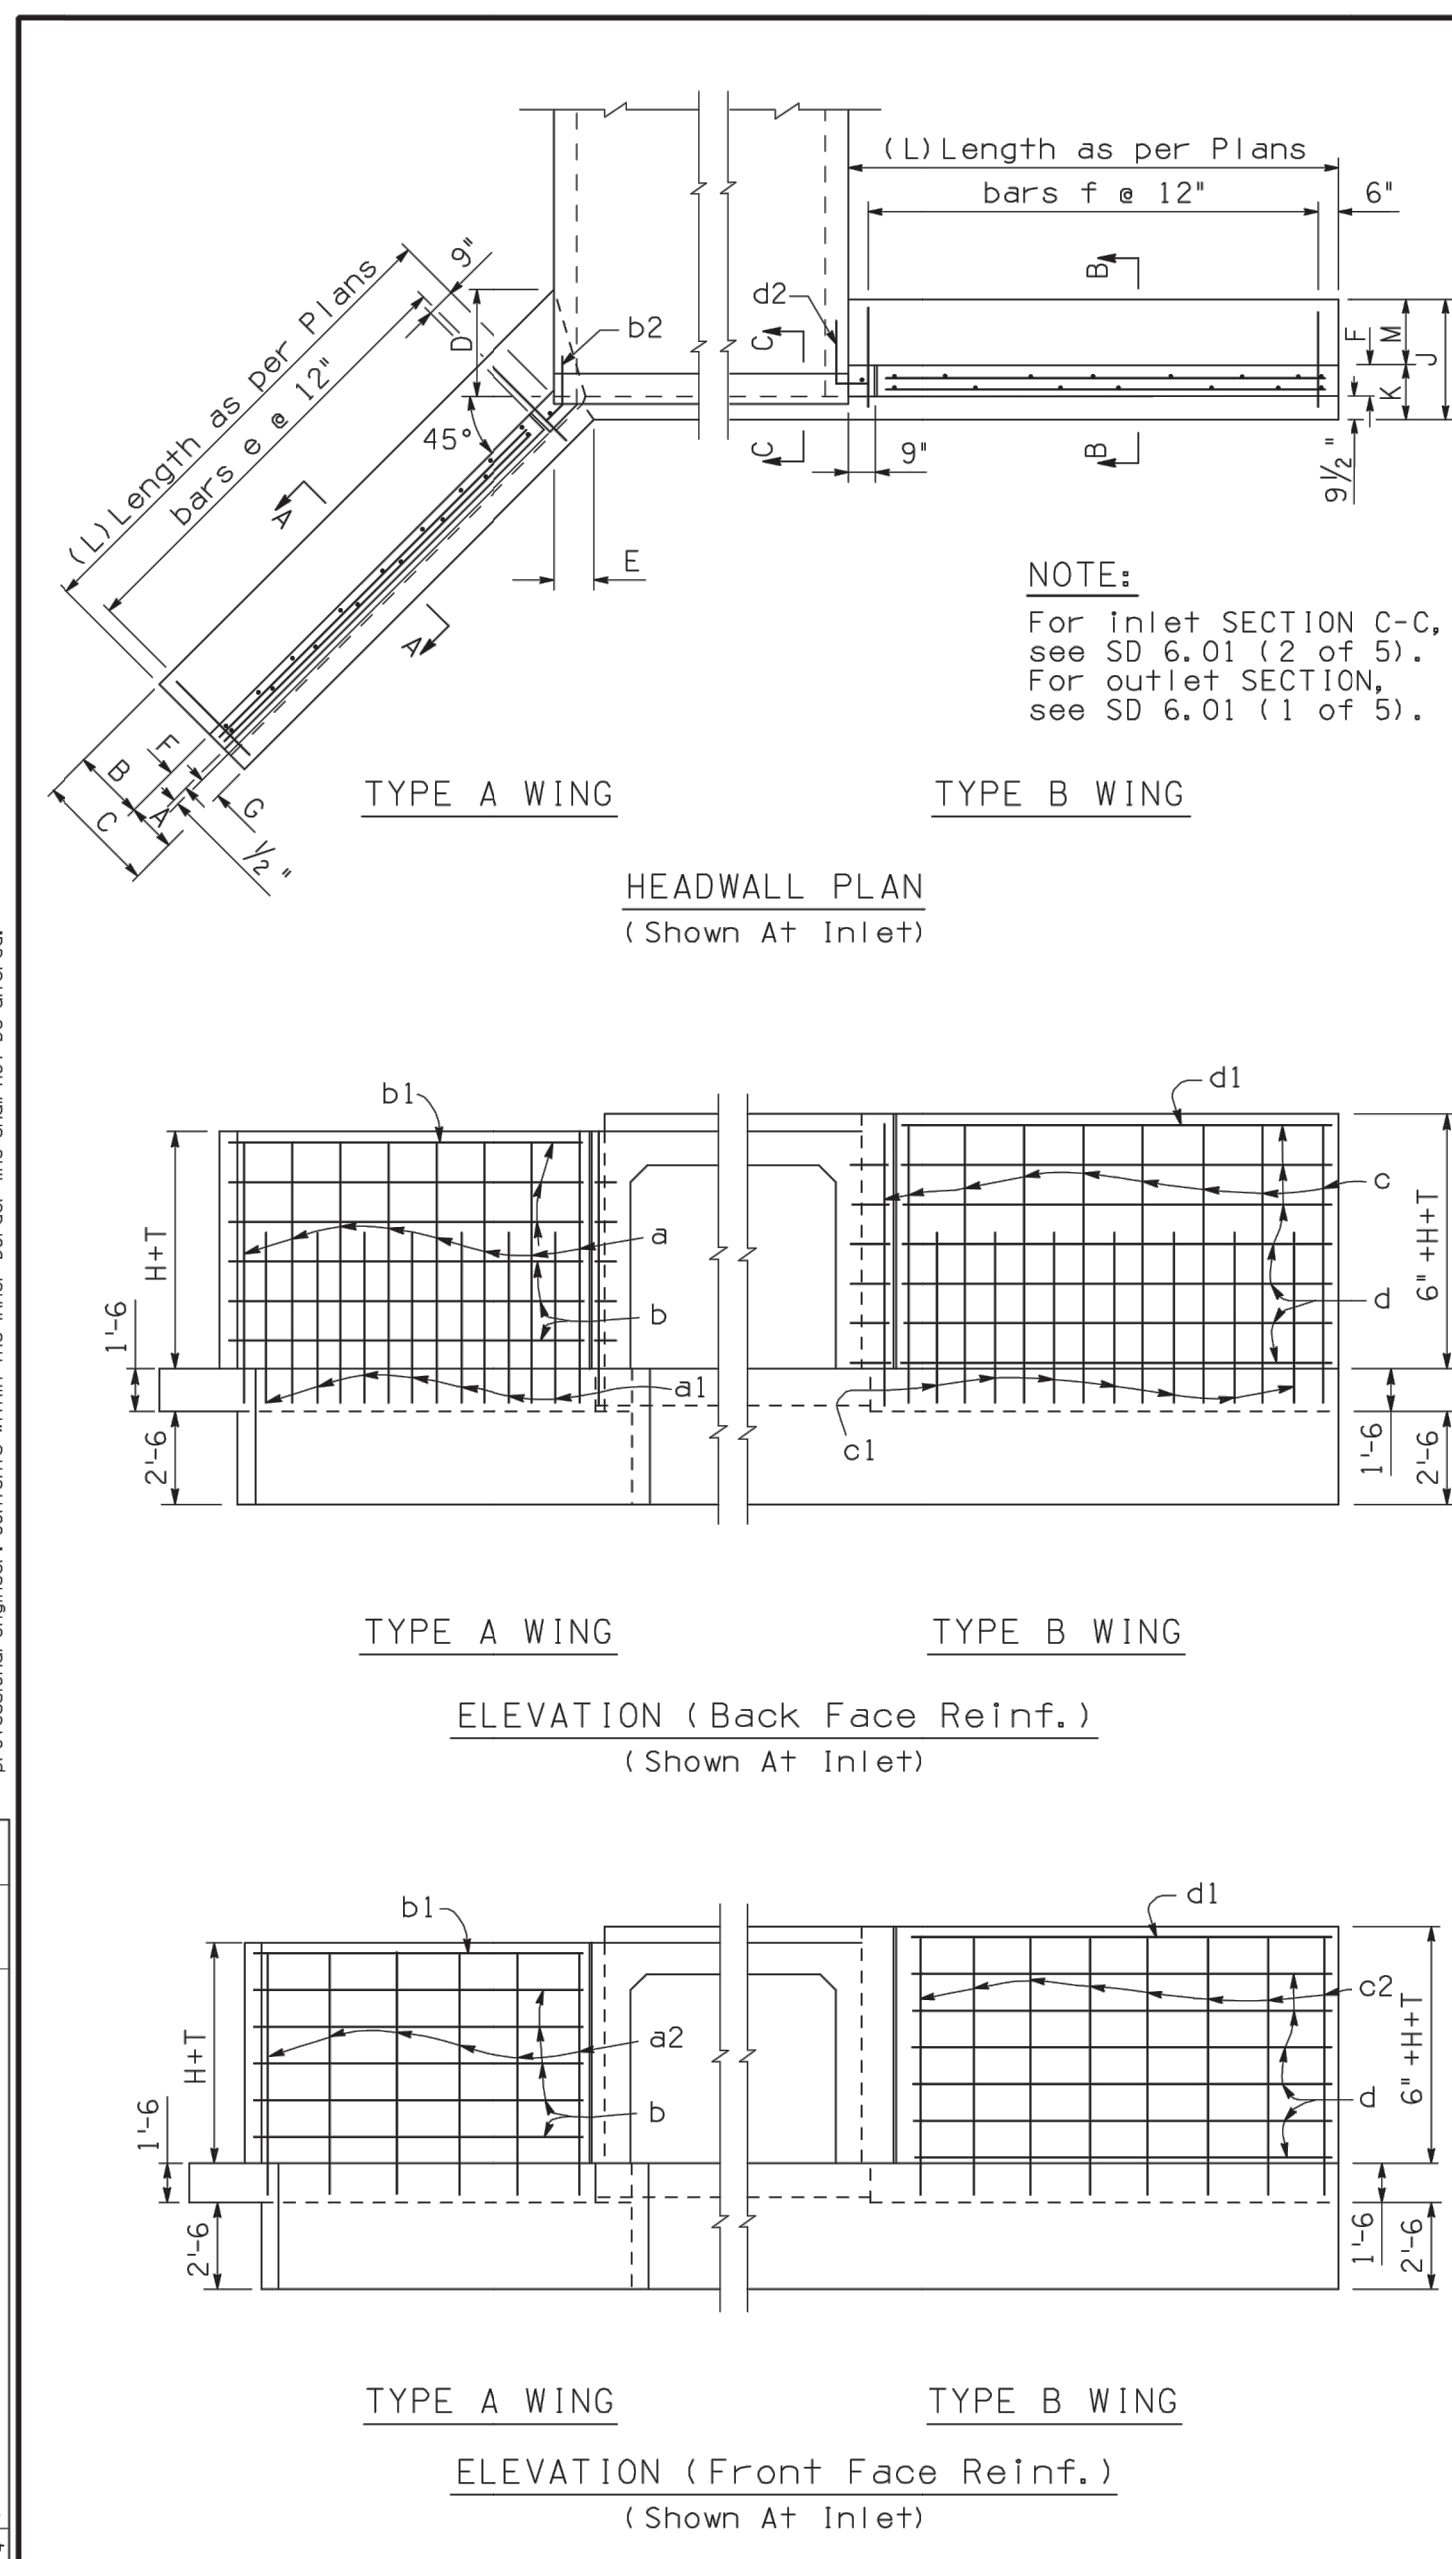 (L)Length as per Plans
bars f @ 12"
6"
9"
(L)Length as per Plans
bars e @ 12"
D
b2
d2
C
B
F
M
J
K
45°
A
A
C
B
9"
9½"
E
NOTE:
For inlet SECTION C-C,
see SD 6.01 (2 of 5).
For outlet SECTION,
see SD 6.01 (1 of 5).
F
B
A
C
G
½"
TYPE A WING
TYPE B WING
HEADWALL PLAN
(Shown At Inlet)
b1
d1
H+T
a
b
c
d
6"+H+T
1'-6
a1
c1
2'-6
1'-6
2'-6
TYPE A WING
TYPE B WING
ELEVATION (Back Face Reinf.)
(Shown At Inlet)
b1
d1
H+T
a2
b
c2
d
6"+H+T
1'-6
2'-6
1'-6
2'-6
TYPE A WING
TYPE B WING
ELEVATION (Front Face Reinf.)
(Shown At Inlet)